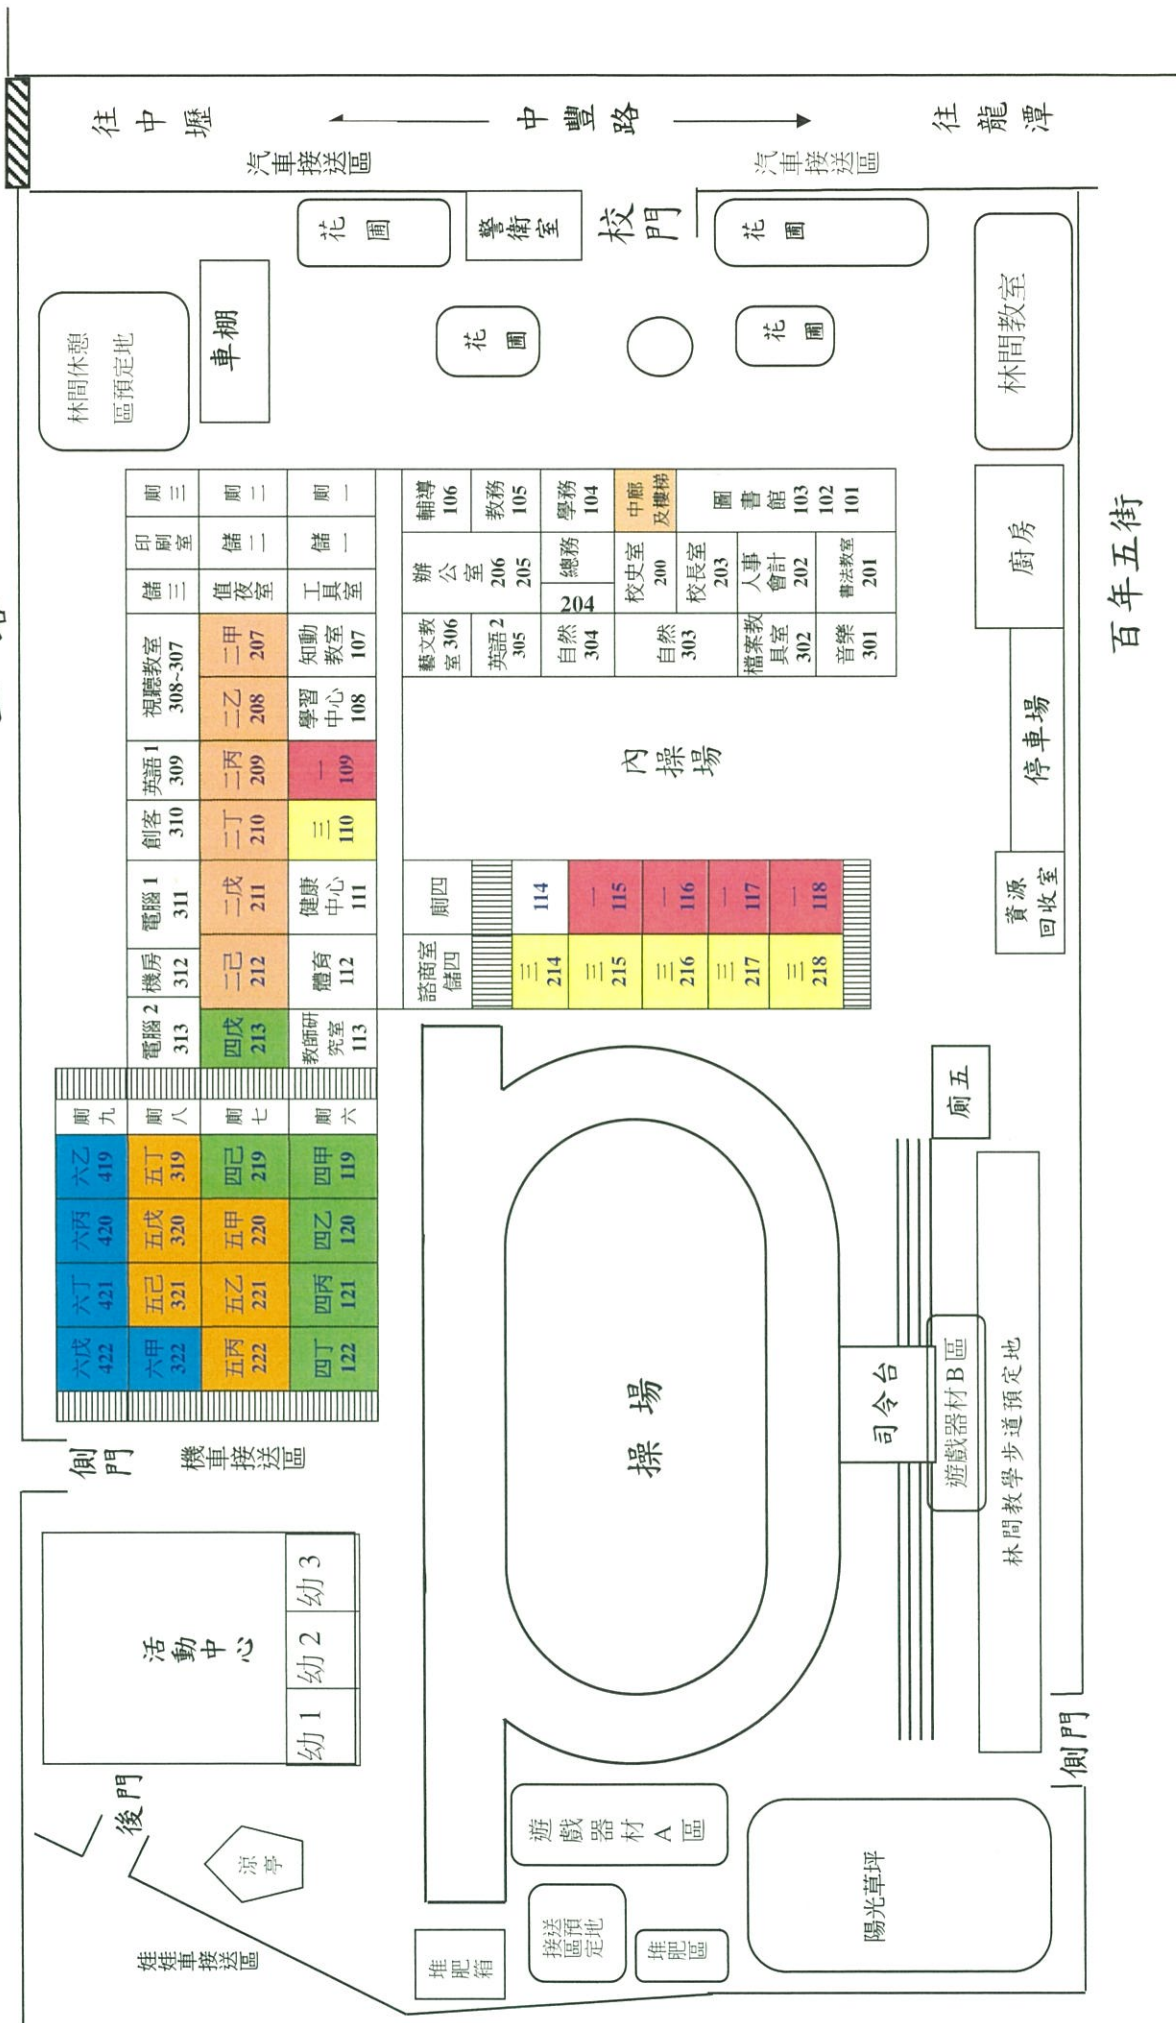 往中壢
中豐路
往龍潭
汽車接送區
汽車接送區
花圃
警衛室
校門
花圃
林間休憩
區預定地
車棚
花圃
花圃
林間教室
廁三
廁二
廁一
印刷室
儲二
儲一
儲三
值夜室
工具室
視聽教室
308~307
二甲
207
知動
教室
107
二乙
208
學習
中心
108
英語1
309
二丙
209
一
109
創客
310
二丁
210
三
110
電腦1
311
二戊
211
健康
中心
111
機房
312
二己
212
體育
112
電腦2
313
四戊
213
教師研
究室
113
輔導
106
教務
105
學務
104
中廊
及樓梯
圖書館
103
102
101
辦公室
206
205
總務
204
校史室
200
校長室
203
人事
會計
202
書法教室
201
藝文教
室306
英語2
305
自然
304
自然
303
檔案教
具室
302
音樂
301
廚房
百年五街
內操場
停車場
廁四
114
一
115
一
116
一
117
一
118
諮商室
儲四
三
214
三
215
三
216
三
217
三
218
資源
回收室
廁九
廁八
廁七
廁六
六乙
419
五丁
319
四己
219
四甲
119
六丙
420
五戊
320
五甲
220
四乙
120
六丁
421
五己
321
五乙
221
四丙
121
六戊
422
六甲
322
五丙
222
四丁
122
廁五
側門
機車接送區
操場
司令台
遊戲器材B區
林間教學步道預定地
活動中心
幼1
幼2
幼3
後門
涼亭
娃娃車接送區
遊戲器材A區
側門
堆肥箱
接送
區預
定地
堆肥區
陽光草坪